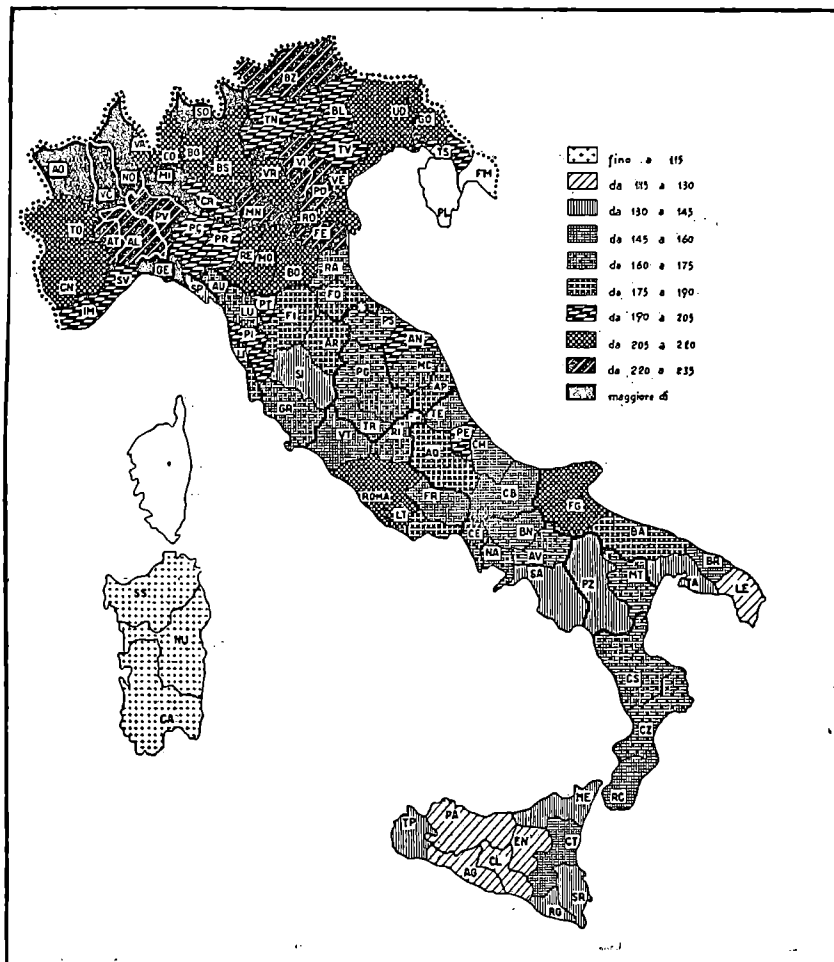 BZ
SO
TN
BL
UD
GO
VA
CO
BO
BS
TV
TS
AO
NO
MI
VR
VI
VE
FM
VC
CR
PD
PL
TO
PV
MN
RO
PC
AT
AL
PR
FE
RE
MO
CN
SV
GE
BO
RA
IM
SP
AU
LU
PT
FI
FO
PS
PI
AR
AN
LI
MC
SI
PG
AP
GR
TR
TE
VT
RI
PE
AQ
CH
ROMA
FR
CB
FG
LT
CE
BN
BA
NA
AV
SA
PZ
MT
TA
BR
LE
SS
NU
CA
CS
CZ
RC
ME
TP
PA
EN
CT
CL
AG
SR
RG
fino a 115
da 115 a 130
da 130 a 145
da 145 a 160
da 160 a 175
da 175 a 190
da 190 a 205
da 205 a 220
da 220 a 235
maggiore di